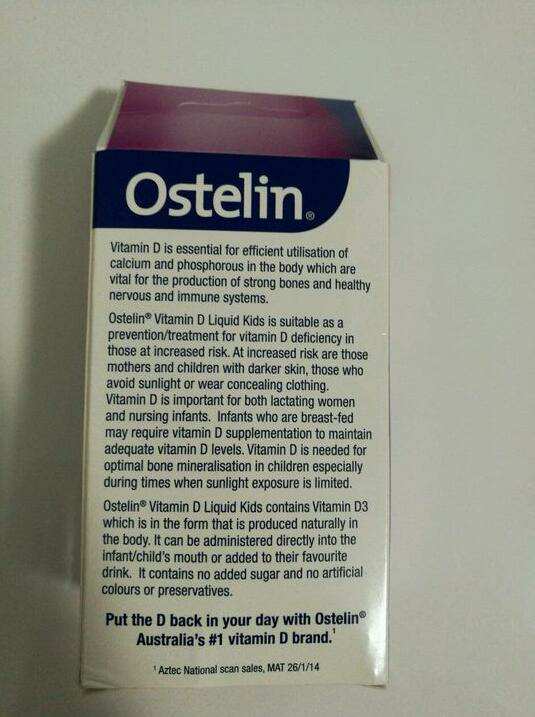 Ostelin®
Vitamin D is essential for efficient utilisation of
calcium and phosphorous in the body which are
vital for the production of strong bones and healthy
nervous and immune systems.
Ostelin® Vitamin D Liquid Kids is suitable as a
prevention/treatment for vitamin D deficiency in
those at increased risk. At increased risk are those
mothers and children with darker skin, those who
avoid sunlight or wear concealing clothing.
Vitamin D is important for both lactating women
and nursing infants. Infants who are breast-fed
may require vitamin D supplementation to maintain
adequate vitamin D levels. Vitamin D is needed for
optimal bone mineralisation in children especially
during times when sunlight exposure is limited.
Ostelin® Vitamin D Liquid Kids contains Vitamin D3
which is in the form that is produced naturally in
the body. It can be administered directly into the
infant/child's mouth or added to their favourite
drink. It contains no added sugar and no artificial
colours or preservatives.
Put the D back in your day with Ostelin®
Australia's #1 vitamin D brand.¹
¹ Aztec National scan sales, MAT 26/1/14